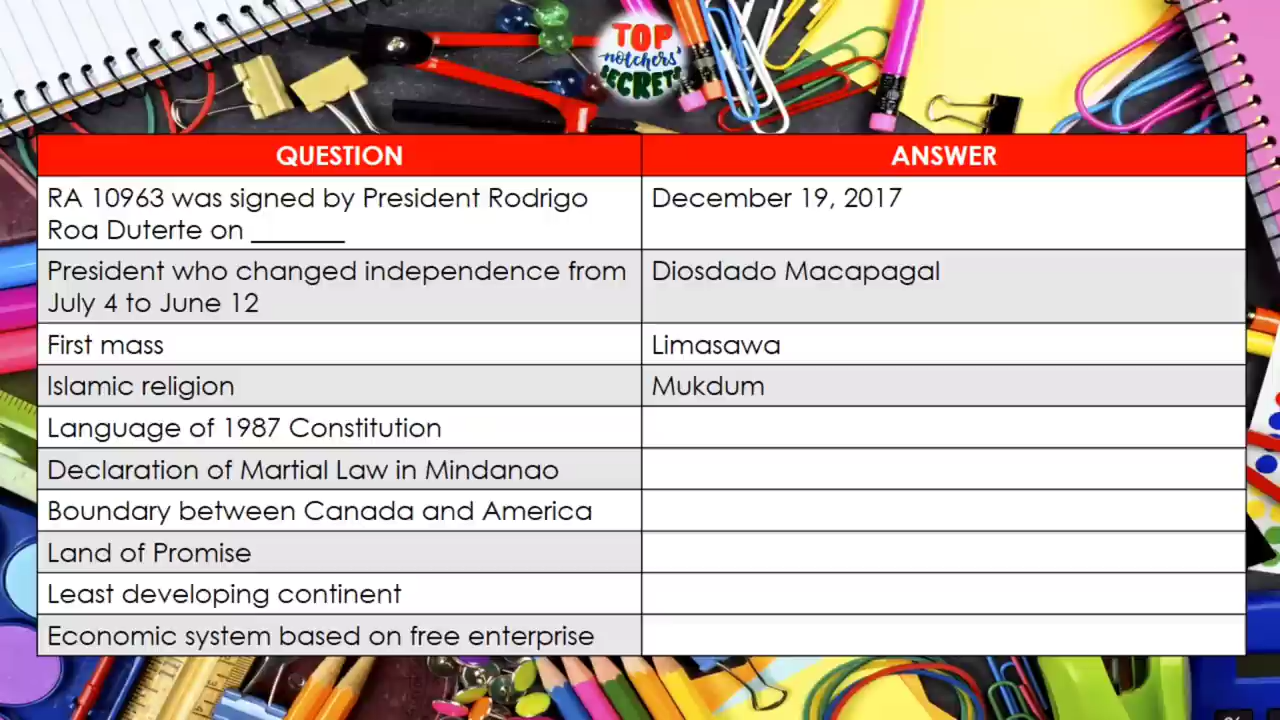 TOP
notchers'
SECRETS
QUESTION
ANSWER
RA 10963 was signed by President Rodrigo
Roa Duterte on _______
December 19, 2017
President who changed independence from
July 4 to June 12
Diosdado Macapagal
First mass
Limasawa
Islamic religion
Mukdum
Language of 1987 Constitution
Declaration of Martial Law in Mindanao
Boundary between Canada and America
Land of Promise
Least developing continent
Economic system based on free enterprise